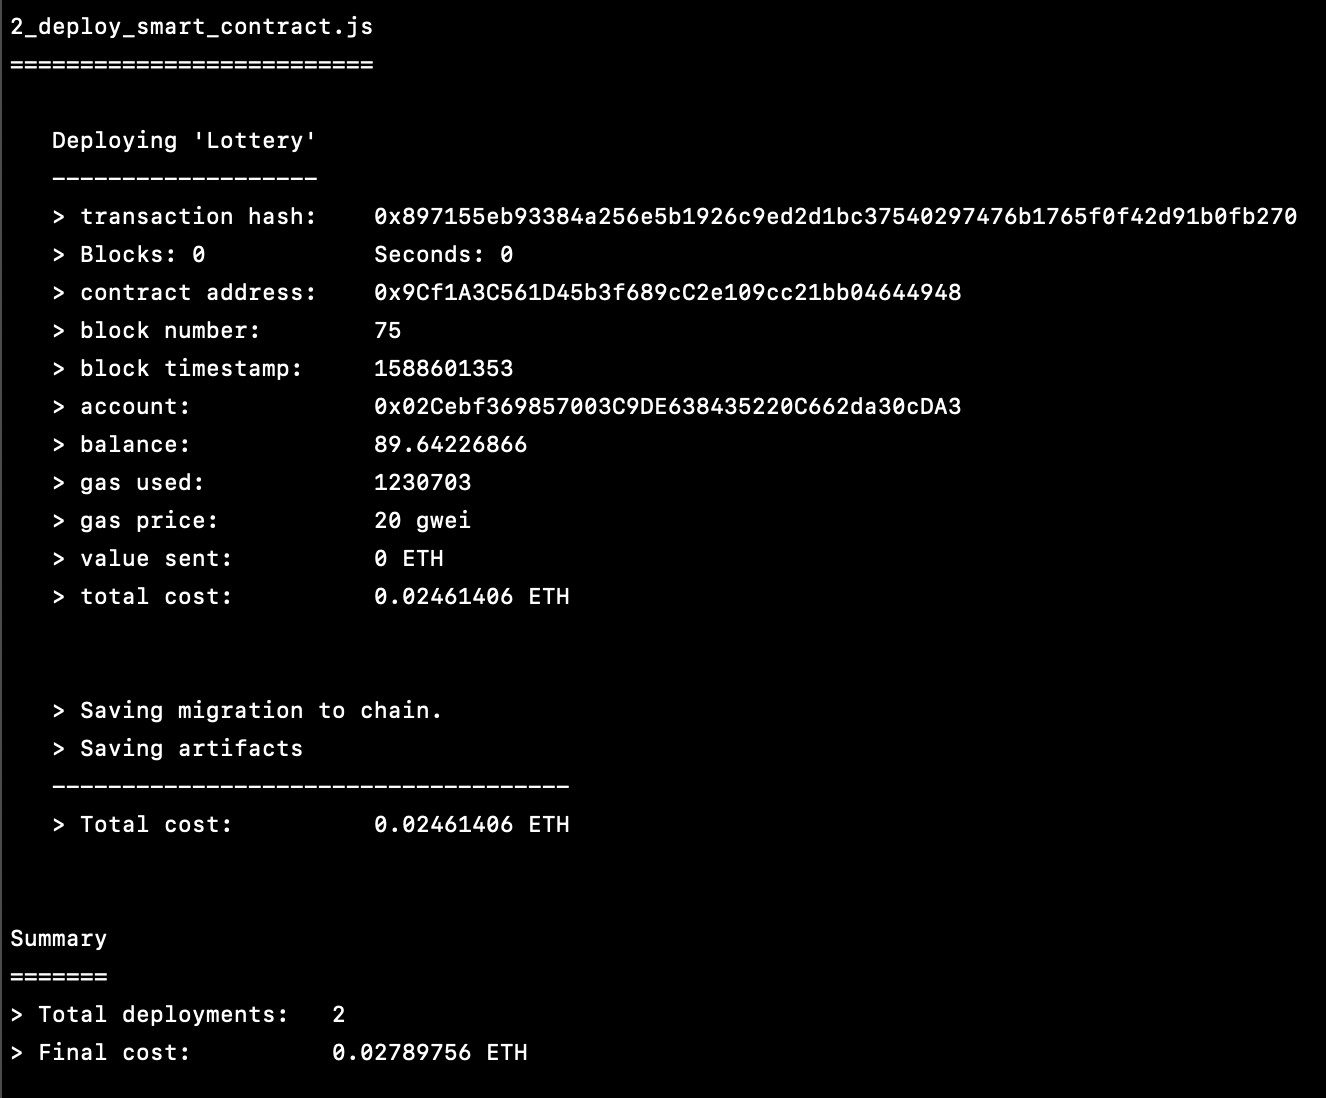 2_deploy_smart_contract.js
==========================
Deploying 'Lottery'
-------------------
> transaction hash:    0x897155eb93384a256e5b1926c9ed2d1bc37540297476b1765f0f42d91b0fb270
> Blocks: 0            Seconds: 0
> contract address:    0x9Cf1A3C561D45b3f689cC2e109cc21bb04644948
> block number:        75
> block timestamp:     1588601353
> account:             0x02Cebf369857003C9DE638435220C662da30cDA3
> balance:             89.64226866
> gas used:            1230703
> gas price:           20 gwei
> value sent:          0 ETH
> total cost:          0.02461406 ETH
> Saving migration to chain.
> Saving artifacts
-------------------------------------
> Total cost:          0.02461406 ETH
Summary
=======
> Total deployments:   2
> Final cost:          0.02789756 ETH